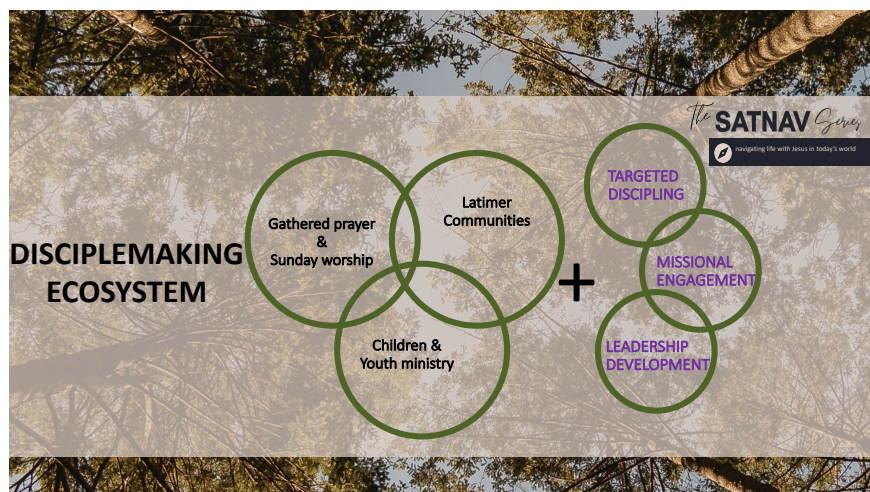 The SATNAV Series
navigating life with Jesus in today's world
DISCIPLEMAKING
ECOSYSTEM
Gathered prayer
&
Sunday worship
Latimer
Communities
Children &
Youth ministry
+
TARGETED
DISCIPLING
MISSIONAL
ENGAGEMENT
LEADERSHIP
DEVELOPMENT